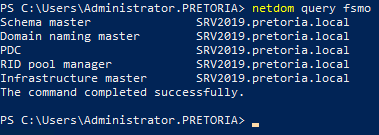 PS C:\Users\Administrator.PRETORIA> netdom query fsmo
Schema master               SRV2019.pretoria.local
Domain naming master        SRV2019.pretoria.local
PDC                         SRV2019.pretoria.local
RID pool manager            SRV2019.pretoria.local
Infrastructure master       SRV2019.pretoria.local
The command completed successfully.
PS C:\Users\Administrator.PRETORIA> _